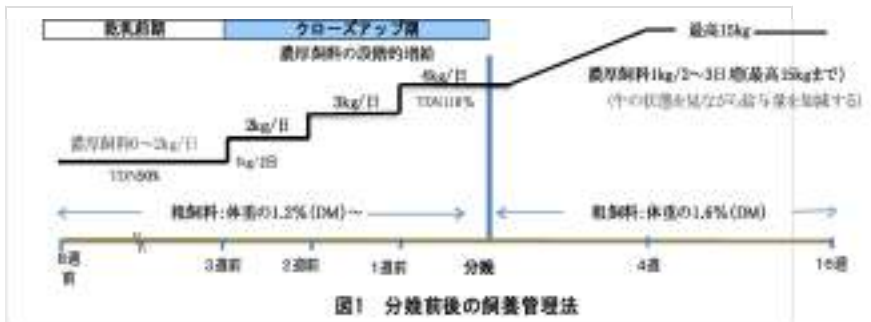 乾乳前期
クローズアップ期
濃厚飼料の段階的増給
最高15kg
4kg/日
濃厚飼料1kg/2～3日増(最高15kgまで)
3kg/日
TDN110%
(牛の状態を見ながら給与量を加減する)
2kg/日
濃厚飼料0～2kg/日
1kg/2日
粗飼料:体重の1.2%(DM)～
粗飼料:体重の1.6%(DM)
8週前
3週前
2週前
1週前
分娩
4週
図1 分娩前後の飼養管理法